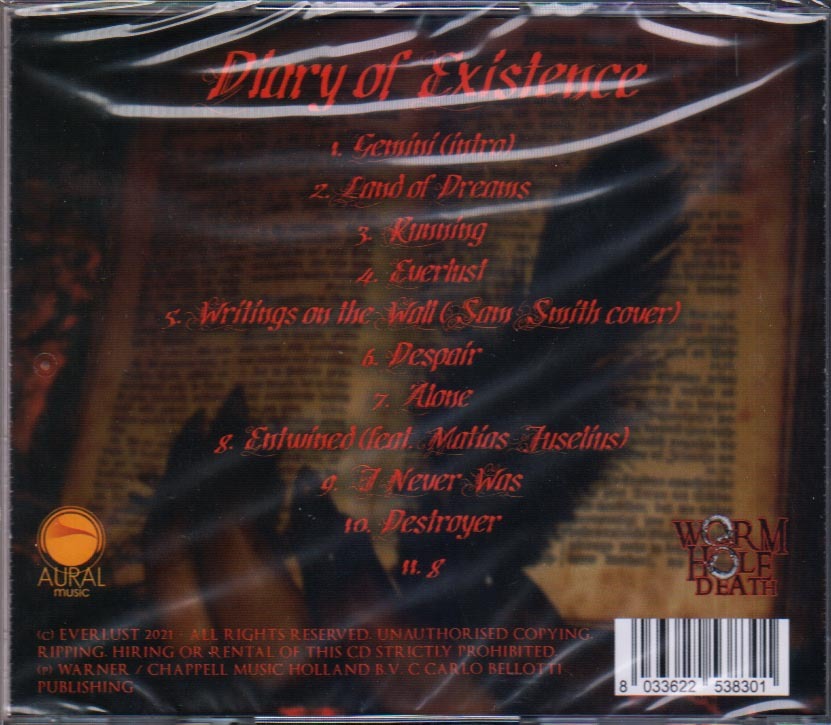 Diary of Existence
1. Gemini (intro)
2. Land of Dreams
3. Running
4. Everlust
5. Writings on the Wall (Sam Smith cover)
6. Despair
7. Alone
8. Entwined (feat. Matias Juselius)
9. I Never Was
10. Destroyer
11. 8
AURAL
music
WORM
HOLE
DEATH
(C) EVERLUST 2021 - ALL RIGHTS RESERVED. UNAUTHORISED COPYING.
RIPPING. HIRING OR RENTAL OF THIS CD STRICTLY PROHIBITED.
(P) WARNER / CHAPPELL MUSIC HOLLAND B.V. C CARLO BELLOTTI
PUBLISHING
8 033622 538301